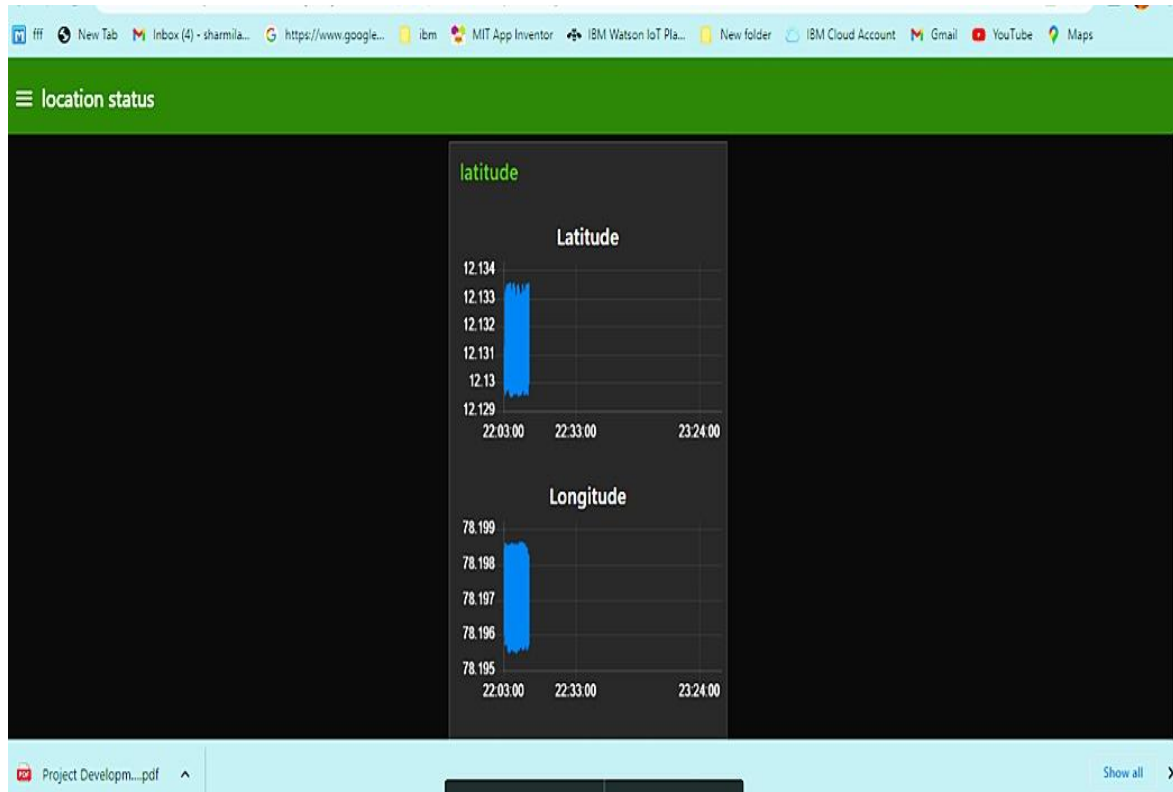 fff New Tab Inbox (4) - sharmila... https://www.google... ibm MIT App Inventor IBM Watson IoT Pla... New folder IBM Cloud Account Gmail YouTube Maps
location status
latitude
Latitude
12.134
12.133
12.132
12.131
12.13
12.129
22:03:00 22:33:00 23:24:00
Longitude
78.199
78.198
78.197
78.196
78.195
22:03:00 22:33:00 23:24:00
Project Developm....pdf Show all